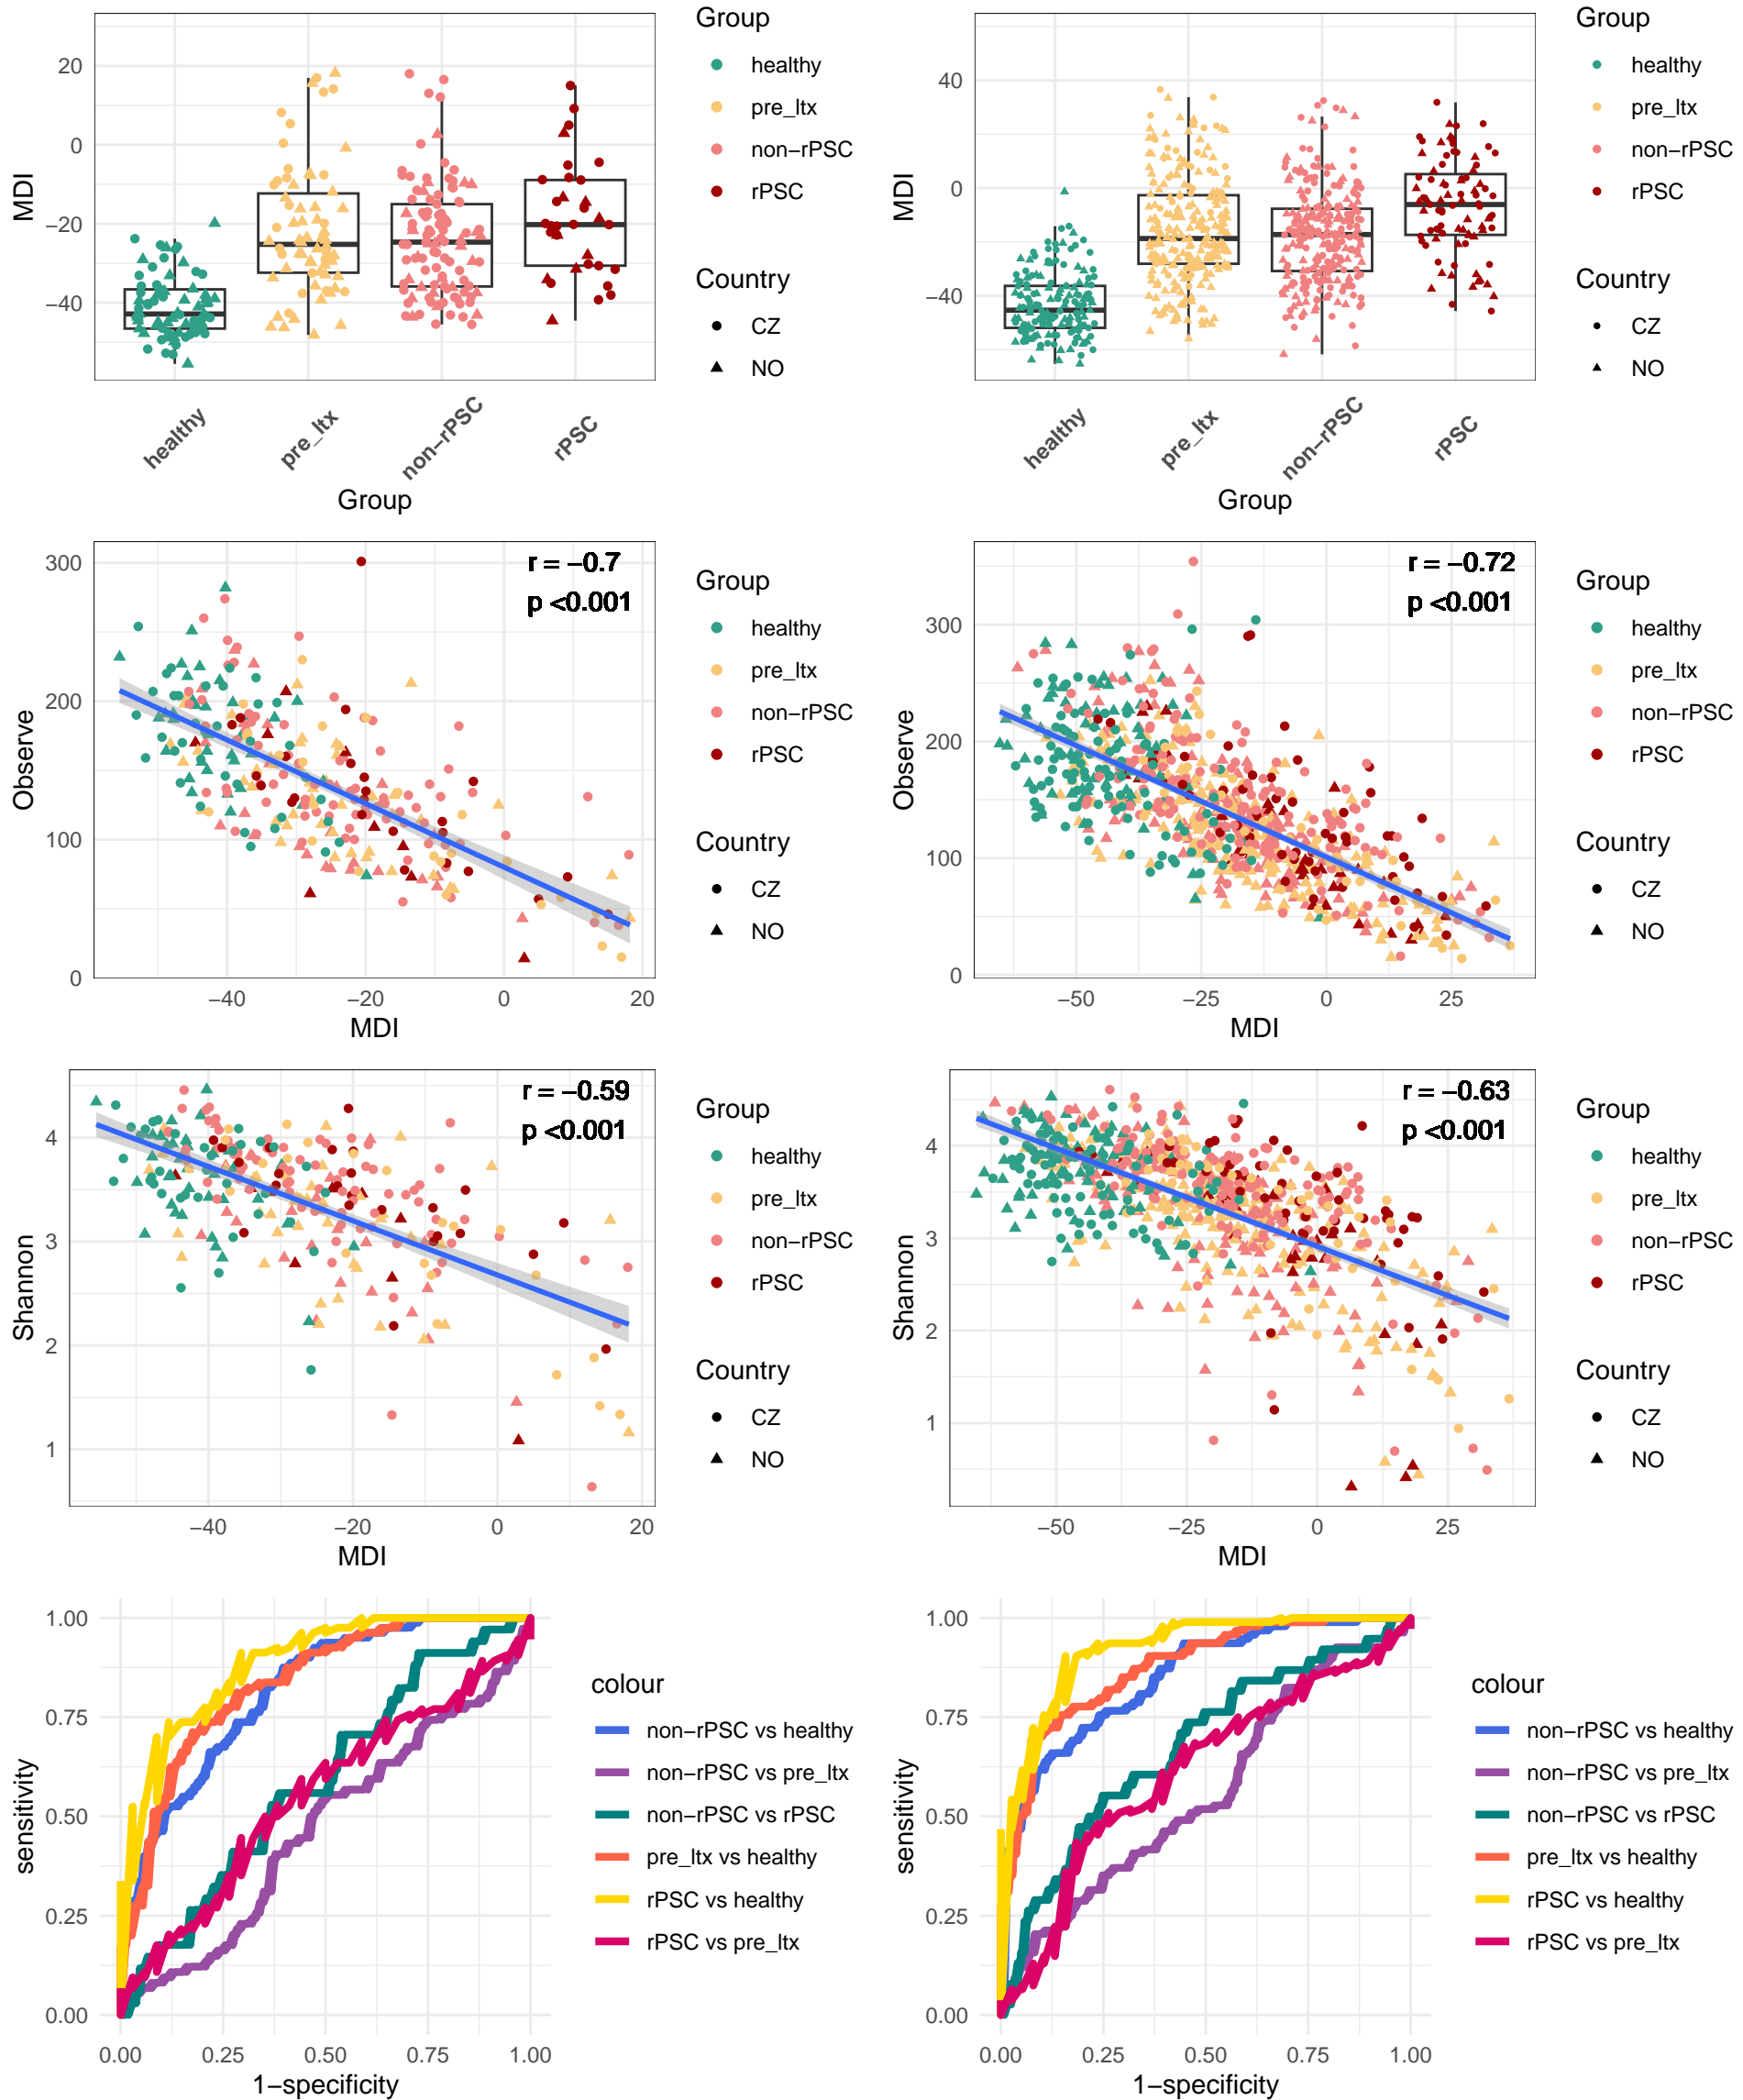 MDI
20
0
−20
−40
healthy
pre_ltx
non−rPSC
rPSC
Group
Group
healthy
pre_ltx
non−rPSC
rPSC
Country
CZ
NO
MDI
40
0
−40
healthy
pre_ltx
non−rPSC
rPSC
Group
Group
healthy
pre_ltx
non−rPSC
rPSC
Country
CZ
NO
Observe
300
200
100
0
r = −0.7
p <0.001
−40
−20
0
20
MDI
Group
healthy
pre_ltx
non−rPSC
rPSC
Country
CZ
NO
Observe
300
200
100
0
r = −0.72
p <0.001
−50
−25
0
25
MDI
Group
healthy
pre_ltx
non−rPSC
rPSC
Country
CZ
NO
Shannon
4
3
2
1
r = −0.59
p <0.001
−40
−20
0
20
MDI
Group
healthy
pre_ltx
non−rPSC
rPSC
Country
CZ
NO
Shannon
4
3
2
1
r = −0.63
p <0.001
−50
−25
0
25
MDI
Group
healthy
pre_ltx
non−rPSC
rPSC
Country
CZ
NO
sensitivity
1.00
0.75
0.50
0.25
0.00
0.00
0.25
0.50
0.75
1.00
1−specificity
colour
non−rPSC vs healthy
non−rPSC vs pre_ltx
non−rPSC vs rPSC
pre_ltx vs healthy
rPSC vs healthy
rPSC vs pre_ltx
sensitivity
1.00
0.75
0.50
0.25
0.00
0.00
0.25
0.50
0.75
1.00
1−specificity
colour
non−rPSC vs healthy
non−rPSC vs pre_ltx
non−rPSC vs rPSC
pre_ltx vs healthy
rPSC vs healthy
rPSC vs pre_ltx